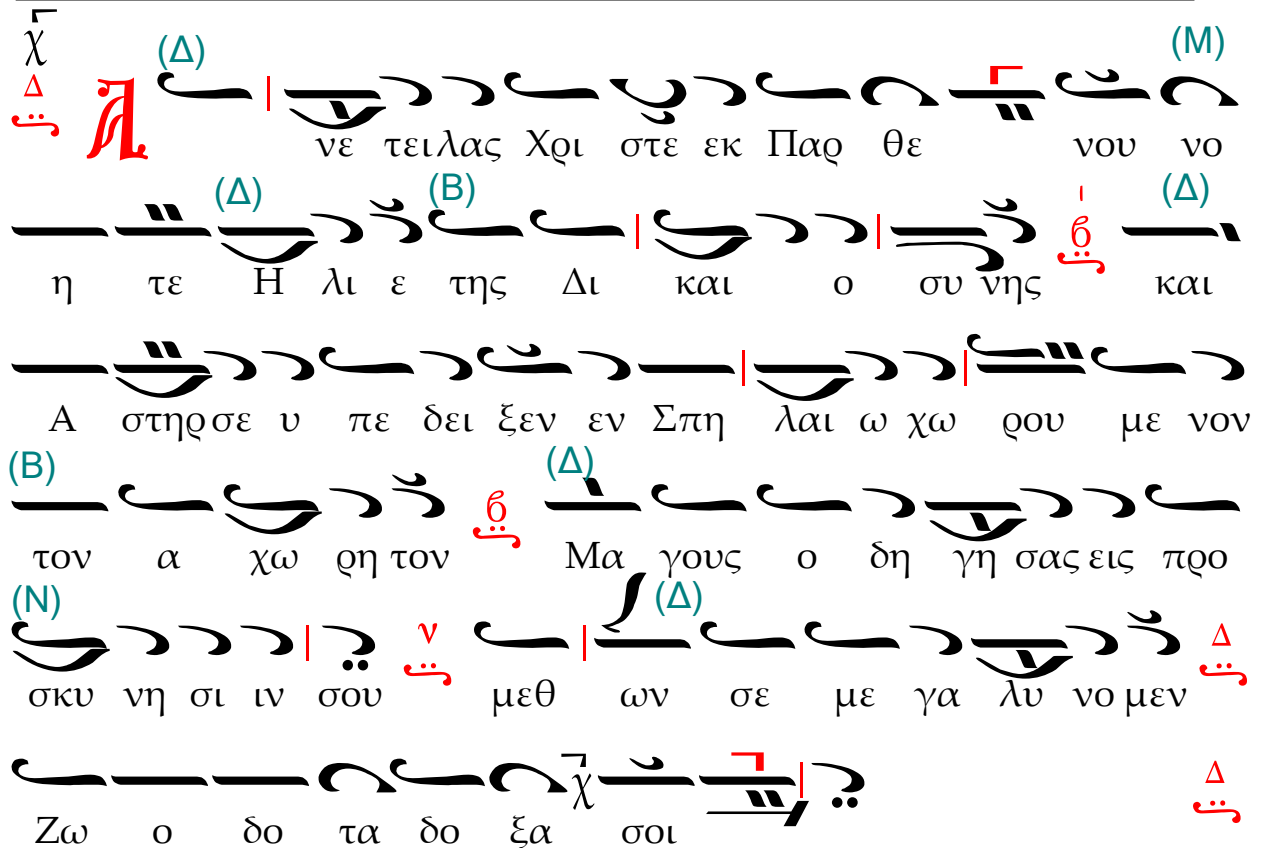 χ
Δ (Δ) (Μ)
Α νε τει λας Χρι στε εκ Παρ θε νου νο
(Δ) (Β) β (Δ)
η τε Η λι ε της Δι και ο συ νης και
Α στηρ σε υ πε δει ξεν εν Σπη λαι ω χω ρου με νον
(Β) β (Δ)
τον α χω ρη τον Μα γους ο δη γη σας εις προ
(Ν) ν (Δ) Δ
σκυ νη σι ιν σου μεθ ων σε με γα λυ νο μεν
χ Δ
Ζω ο δο τα δο ξα σοι